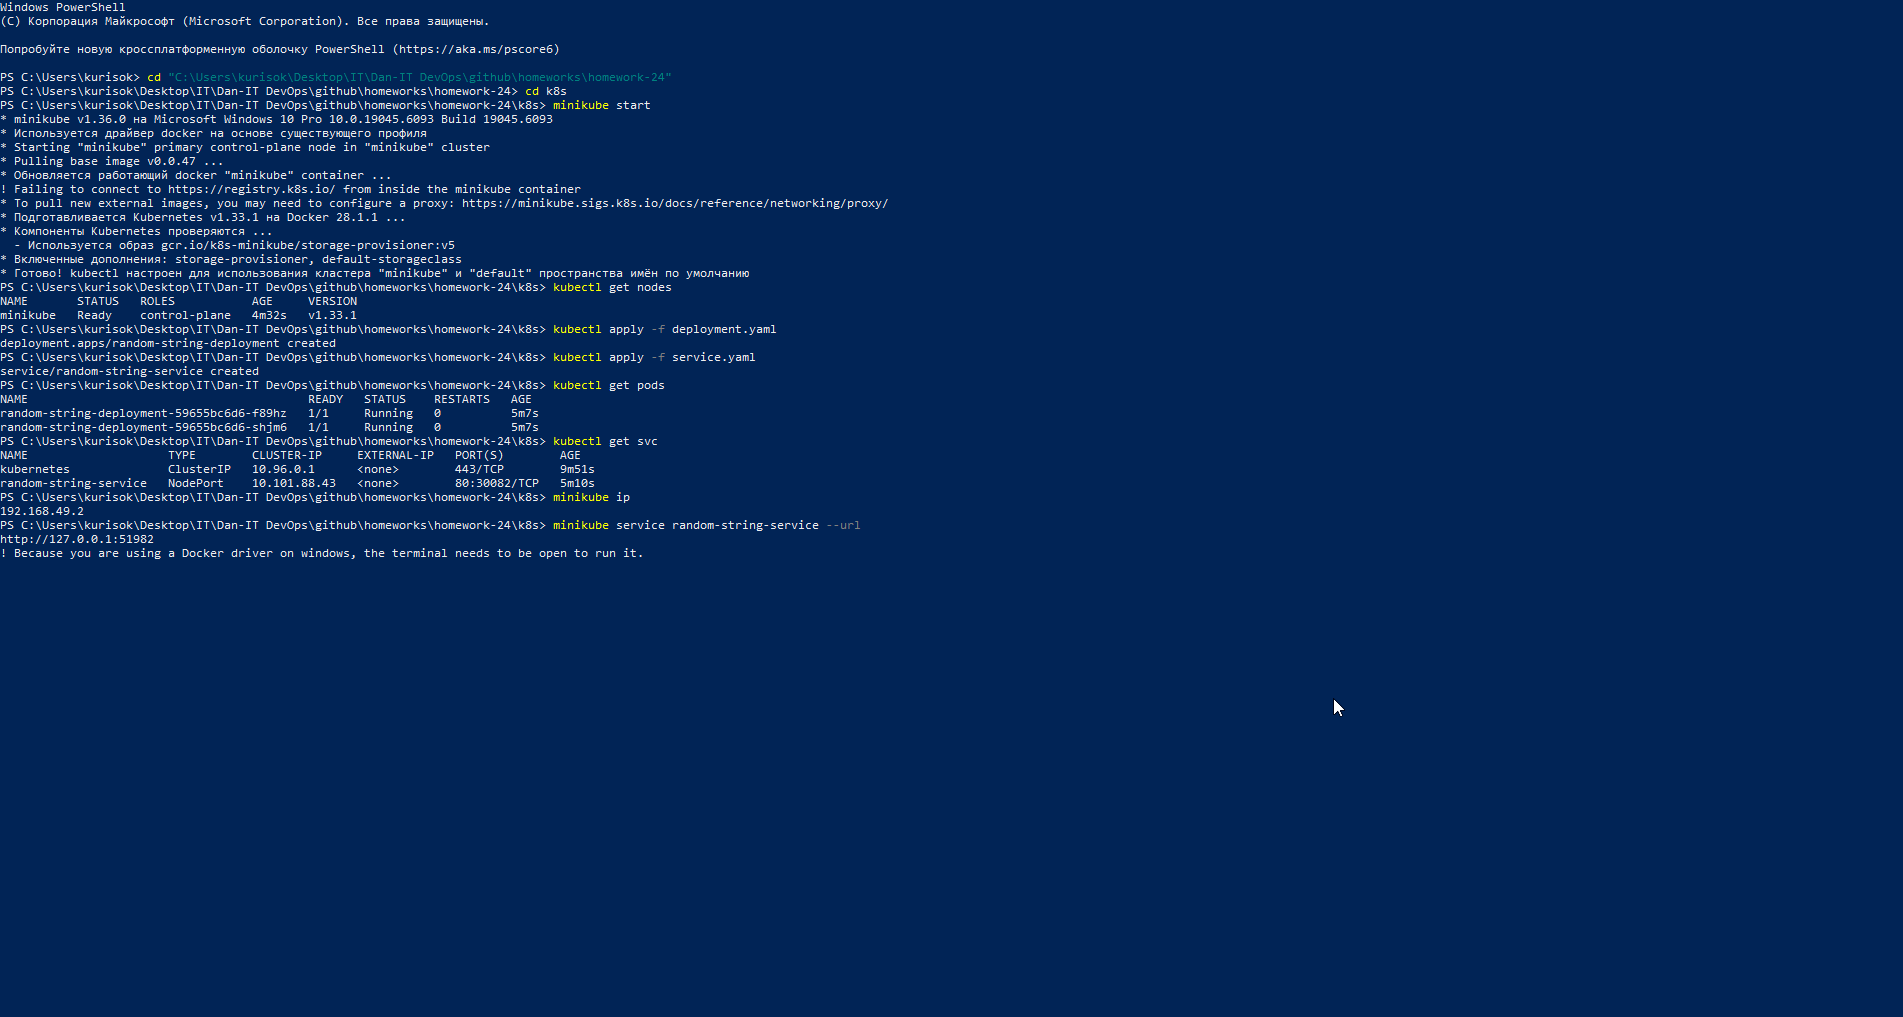 Windows PowerShell
(C) Корпорация Майкрософт (Microsoft Corporation). Все права защищены.
Попробуйте новую кроссплатформенную оболочку PowerShell (https://aka.ms/pscore6)
PS C:\Users\kurisok> cd "C:\Users\kurisok\Desktop\IT\Dan-IT DevOps\github\homeworks\homework-24"
PS C:\Users\kurisok\Desktop\IT\Dan-IT DevOps\github\homeworks\homework-24> cd k8s
PS C:\Users\kurisok\Desktop\IT\Dan-IT DevOps\github\homeworks\homework-24\k8s> minikube start
* minikube v1.36.0 на Microsoft Windows 10 Pro 10.0.19045.6093 Build 19045.6093
* Используется драйвер docker на основе существующего профиля
* Starting "minikube" primary control-plane node in "minikube" cluster
* Pulling base image v0.0.47 ...
* Обновляется работающий docker "minikube" container ...
! Failing to connect to https://registry.k8s.io/ from inside the minikube container
* To pull new external images, you may need to configure a proxy: https://minikube.sigs.k8s.io/docs/reference/networking/proxy/
* Подготавливается Kubernetes v1.33.1 на Docker 28.1.1 ...
* Компоненты Kubernetes проверяются ...
  - Используется образ gcr.io/k8s-minikube/storage-provisioner:v5
* Включенные дополнения: storage-provisioner, default-storageclass
* Готово! kubectl настроен для использования кластера "minikube" и "default" пространства имён по умолчанию
PS C:\Users\kurisok\Desktop\IT\Dan-IT DevOps\github\homeworks\homework-24\k8s> kubectl get nodes
NAME       STATUS   ROLES           AGE     VERSION
minikube   Ready    control-plane   4m32s   v1.33.1
PS C:\Users\kurisok\Desktop\IT\Dan-IT DevOps\github\homeworks\homework-24\k8s> kubectl apply -f deployment.yaml
deployment.apps/random-string-deployment created
PS C:\Users\kurisok\Desktop\IT\Dan-IT DevOps\github\homeworks\homework-24\k8s> kubectl apply -f service.yaml
service/random-string-service created
PS C:\Users\kurisok\Desktop\IT\Dan-IT DevOps\github\homeworks\homework-24\k8s> kubectl get pods
NAME                                        READY   STATUS    RESTARTS   AGE
random-string-deployment-59655bc6d6-f89hz   1/1     Running   0          5m7s
random-string-deployment-59655bc6d6-shjm6   1/1     Running   0          5m7s
PS C:\Users\kurisok\Desktop\IT\Dan-IT DevOps\github\homeworks\homework-24\k8s> kubectl get svc
NAME                    TYPE        CLUSTER-IP     EXTERNAL-IP   PORT(S)        AGE
kubernetes              ClusterIP   10.96.0.1      <none>        443/TCP        9m51s
random-string-service   NodePort    10.101.88.43   <none>        80:30082/TCP   5m10s
PS C:\Users\kurisok\Desktop\IT\Dan-IT DevOps\github\homeworks\homework-24\k8s> minikube ip
192.168.49.2
PS C:\Users\kurisok\Desktop\IT\Dan-IT DevOps\github\homeworks\homework-24\k8s> minikube service random-string-service --url
http://127.0.0.1:51982
! Because you are using a Docker driver on windows, the terminal needs to be open to run it.